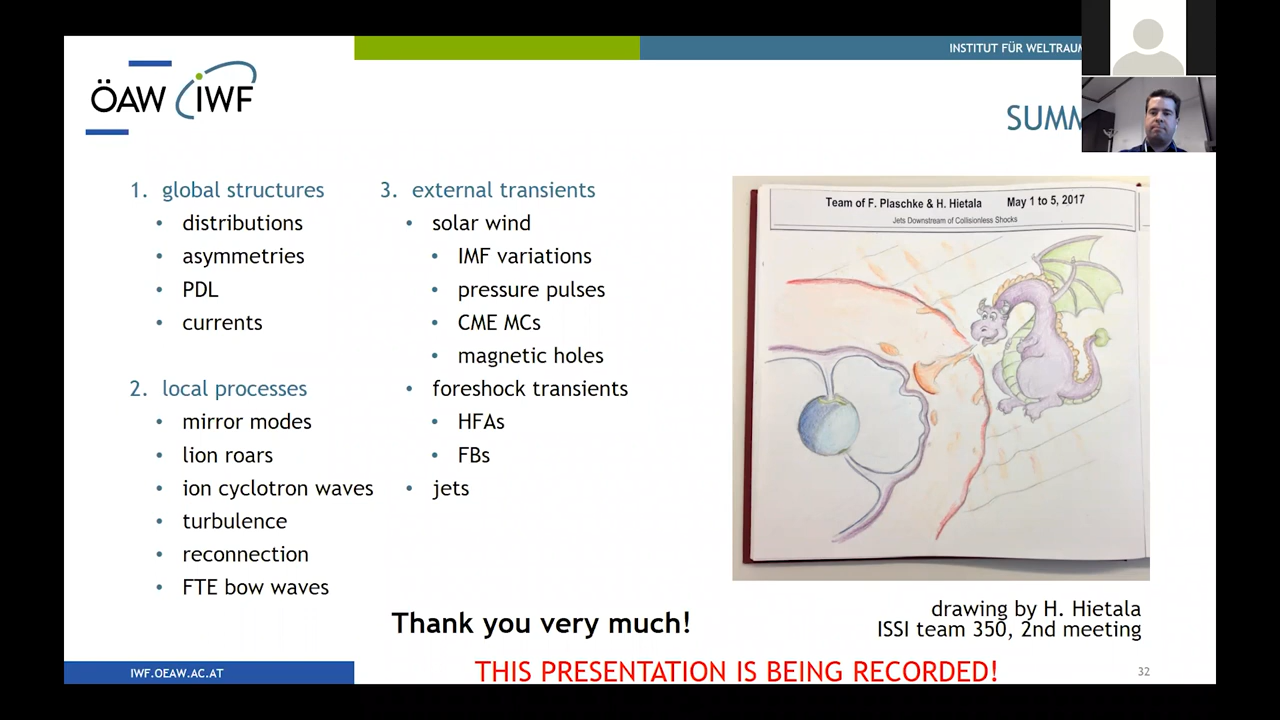 INSTITUT FÜR
ÖAW IWF
1. global structures
• distributions
• asymmetries
• PDL
• currents
2. local processes
• mirror modes
• lion roars
• ion cyclotron waves
• turbulence
• reconnection
• FTE bow waves
3. external transients
• solar wind
• IMF variations
• pressure pulses
• CME MCs
• magnetic holes
• foreshock transients
• HFAs
• FBs
• jets
Team of F. Plaschke & H. Hietala May 1 to 5, 2017
Jets Downstream of Collisionless Shocks
drawing by H. Hietala
ISSI team 350, 2nd meeting
Thank you very much!
THIS PRESENTATION IS BEING RECORDED!
IWF.OEAW.AC.AT
32